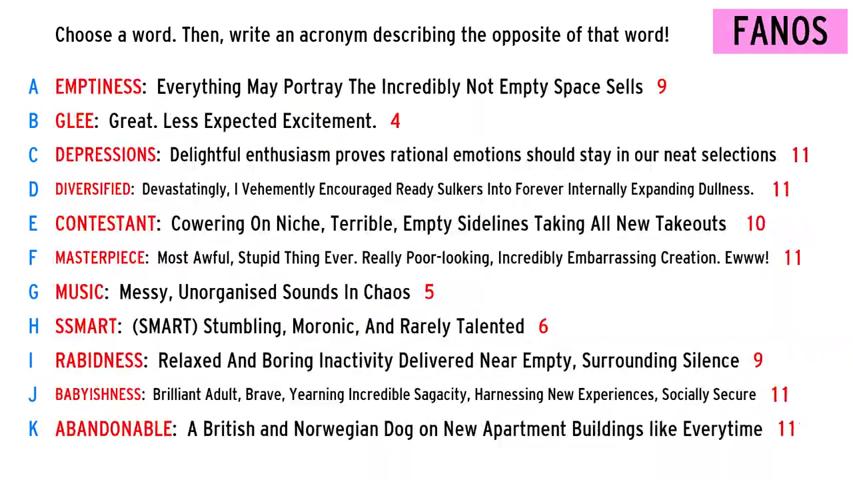 Choose a word. Then, write an acronym describing the opposite of that word!
FANOS
A EMPTINESS: Everything May Portray The Incredibly Not Empty Space Sells 9
B GLEE: Great. Less Expected Excitement. 4
C DEPRESSIONS: Delightful enthusiasm proves rational emotions should stay in our neat selections 11
D DIVERSIFIED: Devastatingly, I Vehemently Encouraged Ready Sulkers Into Forever Internally Expanding Dullness. 11
E CONTESTANT: Cowering On Niche, Terrible, Empty Sidelines Taking All New Takeouts 10
F MASTERPIECE: Most Awful, Stupid Thing Ever. Really Poor-looking, Incredibly Embarrassing Creation. Ewww! 11
G MUSIC: Messy, Unorganised Sounds In Chaos 5
H SSMART: (SMART) Stumbling, Moronic, And Rarely Talented 6
I RABIDNESS: Relaxed And Boring Inactivity Delivered Near Empty, Surrounding Silence 9
J BABYISHNESS: Brilliant Adult, Brave, Yearning Incredible Sagacity, Harnessing New Experiences, Socially Secure 11
K ABANDONABLE: A British and Norwegian Dog on New Apartment Buildings like Everytime 11